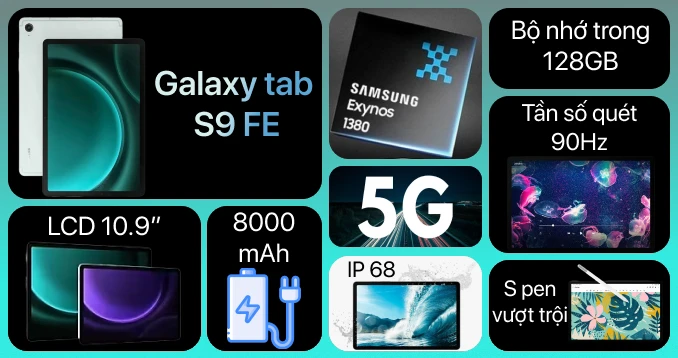 Galaxy tab
S9 FE
SAMSUNG
Exynos
1380
Bộ nhớ trong
128GB
Tần số quét
90Hz
5G
LCD 10.9"
8000
mAh
IP 68
S pen
vượt trội